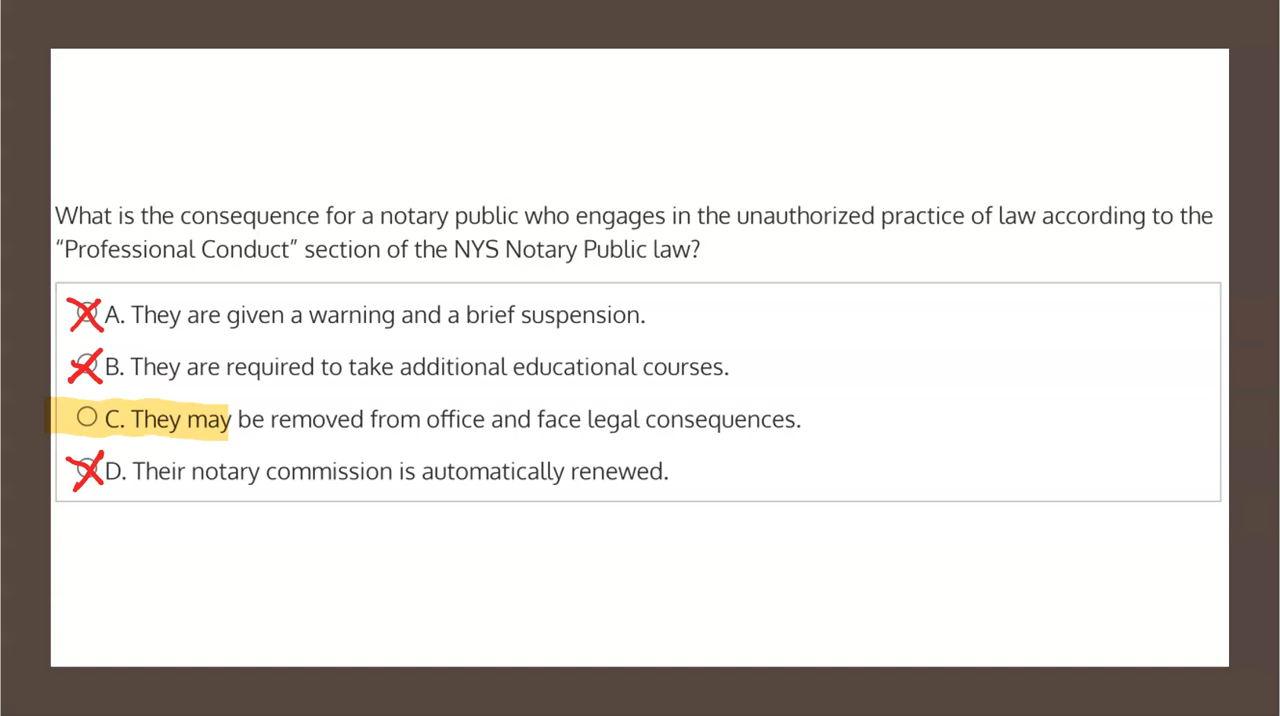 What is the consequence for a notary public who engages in the unauthorized practice of law according to the
“Professional Conduct” section of the NYS Notary Public law?
A. They are given a warning and a brief suspension.
B. They are required to take additional educational courses.
C. They may be removed from office and face legal consequences.
D. Their notary commission is automatically renewed.